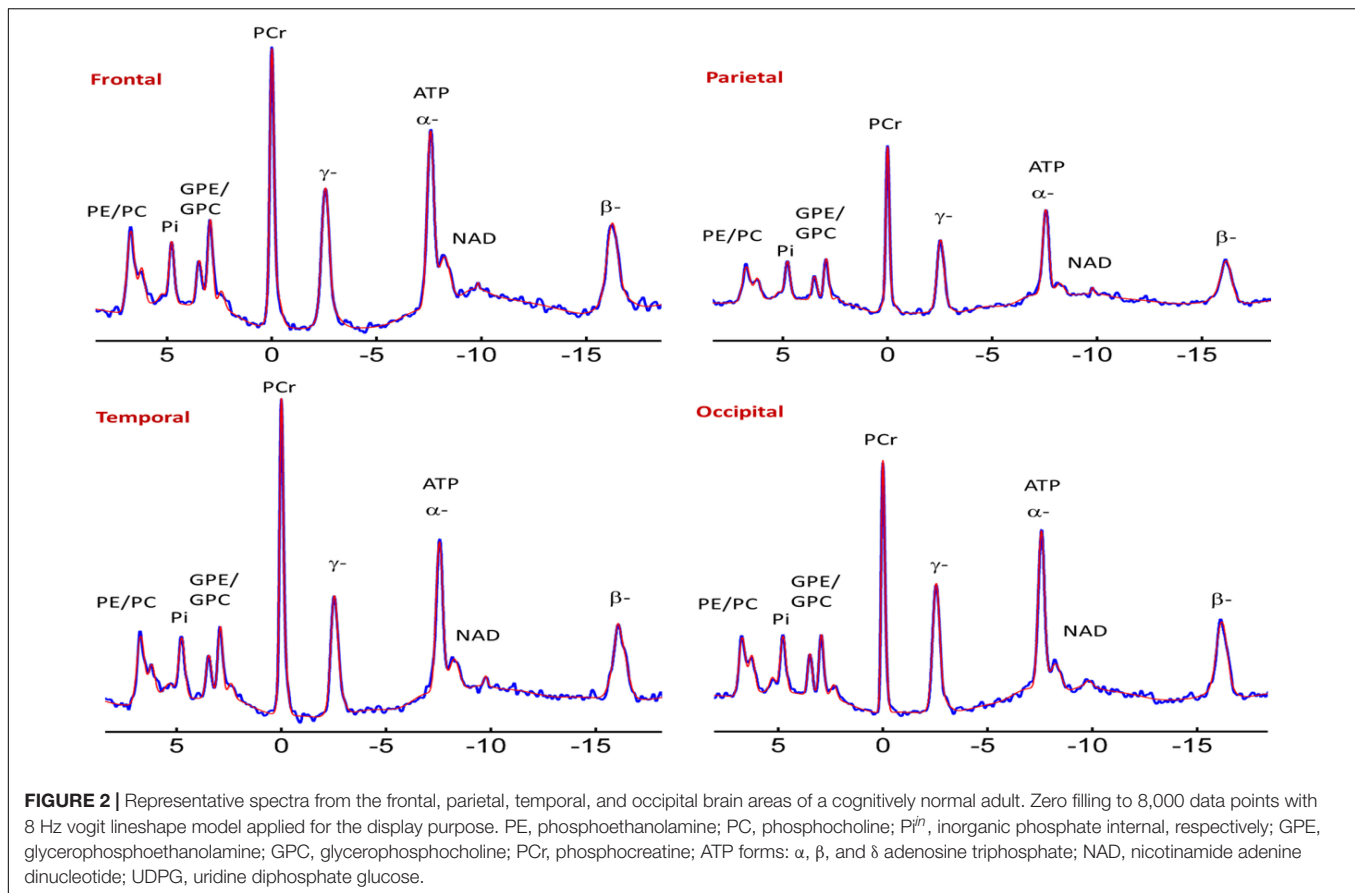 PCr
Frontal
ATP
α-
γ-
GPE/
GPC
PE/PC
Pi
NAD
β-
5 0 -5 -10 -15
Parietal
PCr
ATP
α-
γ-
GPE/
GPC
PE/PC
Pi
NAD
β-
5 0 -5 -10 -15
PCr
Temporal
ATP
α-
γ-
GPE/
GPC
PE/PC
Pi
NAD
β-
5 0 -5 -10 -15
Occipital
PCr
ATP
α-
γ-
GPE/
GPC
PE/PC
Pi
NAD
β-
5 0 -5 -10 -15
FIGURE 2 | Representative spectra from the frontal, parietal, temporal, and occipital brain areas of a cognitively normal adult. Zero filling to 8,000 data points with
8 Hz vogit lineshape model applied for the display purpose. PE, phosphoethanolamine; PC, phosphocholine; Pi^in, inorganic phosphate internal, respectively; GPE,
glycerophosphoethanolamine; GPC, glycerophosphocholine; PCr, phosphocreatine; ATP forms: α, β, and δ adenosine triphosphate; NAD, nicotinamide adenine
dinucleotide; UDPG, uridine diphosphate glucose.